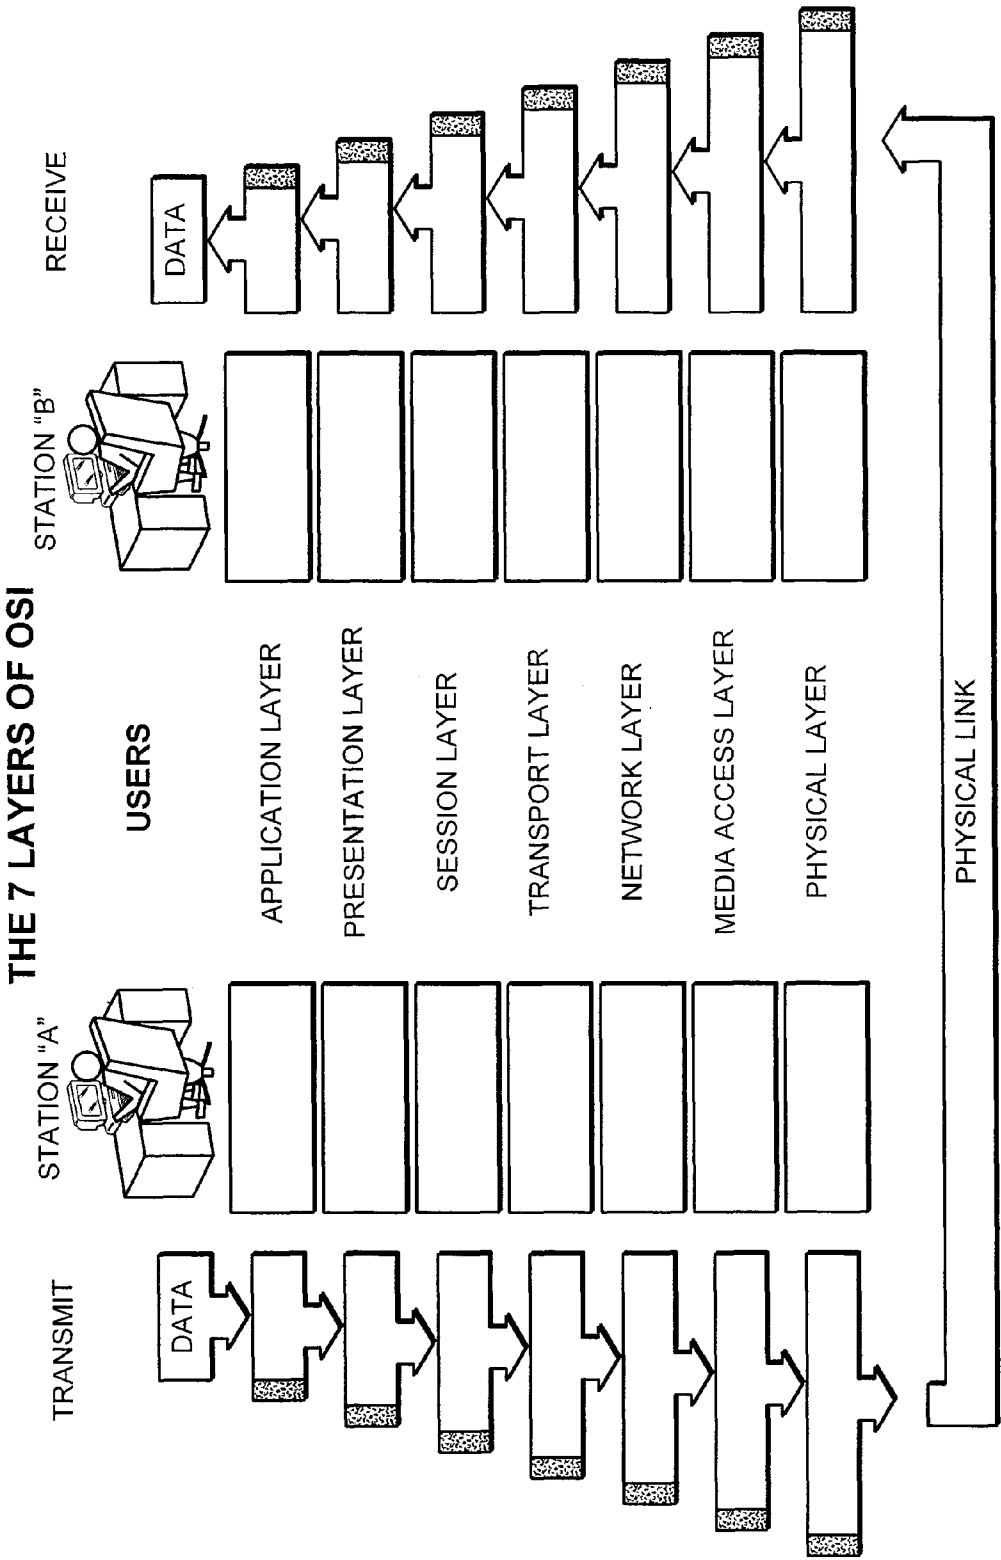 THE 7 LAYERS OF OSI
TRANSMIT
STATION "A"
USERS
STATION "B"
RECEIVE
DATA
DATA
APPLICATION LAYER
PRESENTATION LAYER
SESSION LAYER
TRANSPORT LAYER
NETWORK LAYER
MEDIA ACCESS LAYER
PHYSICAL LAYER
PHYSICAL LINK